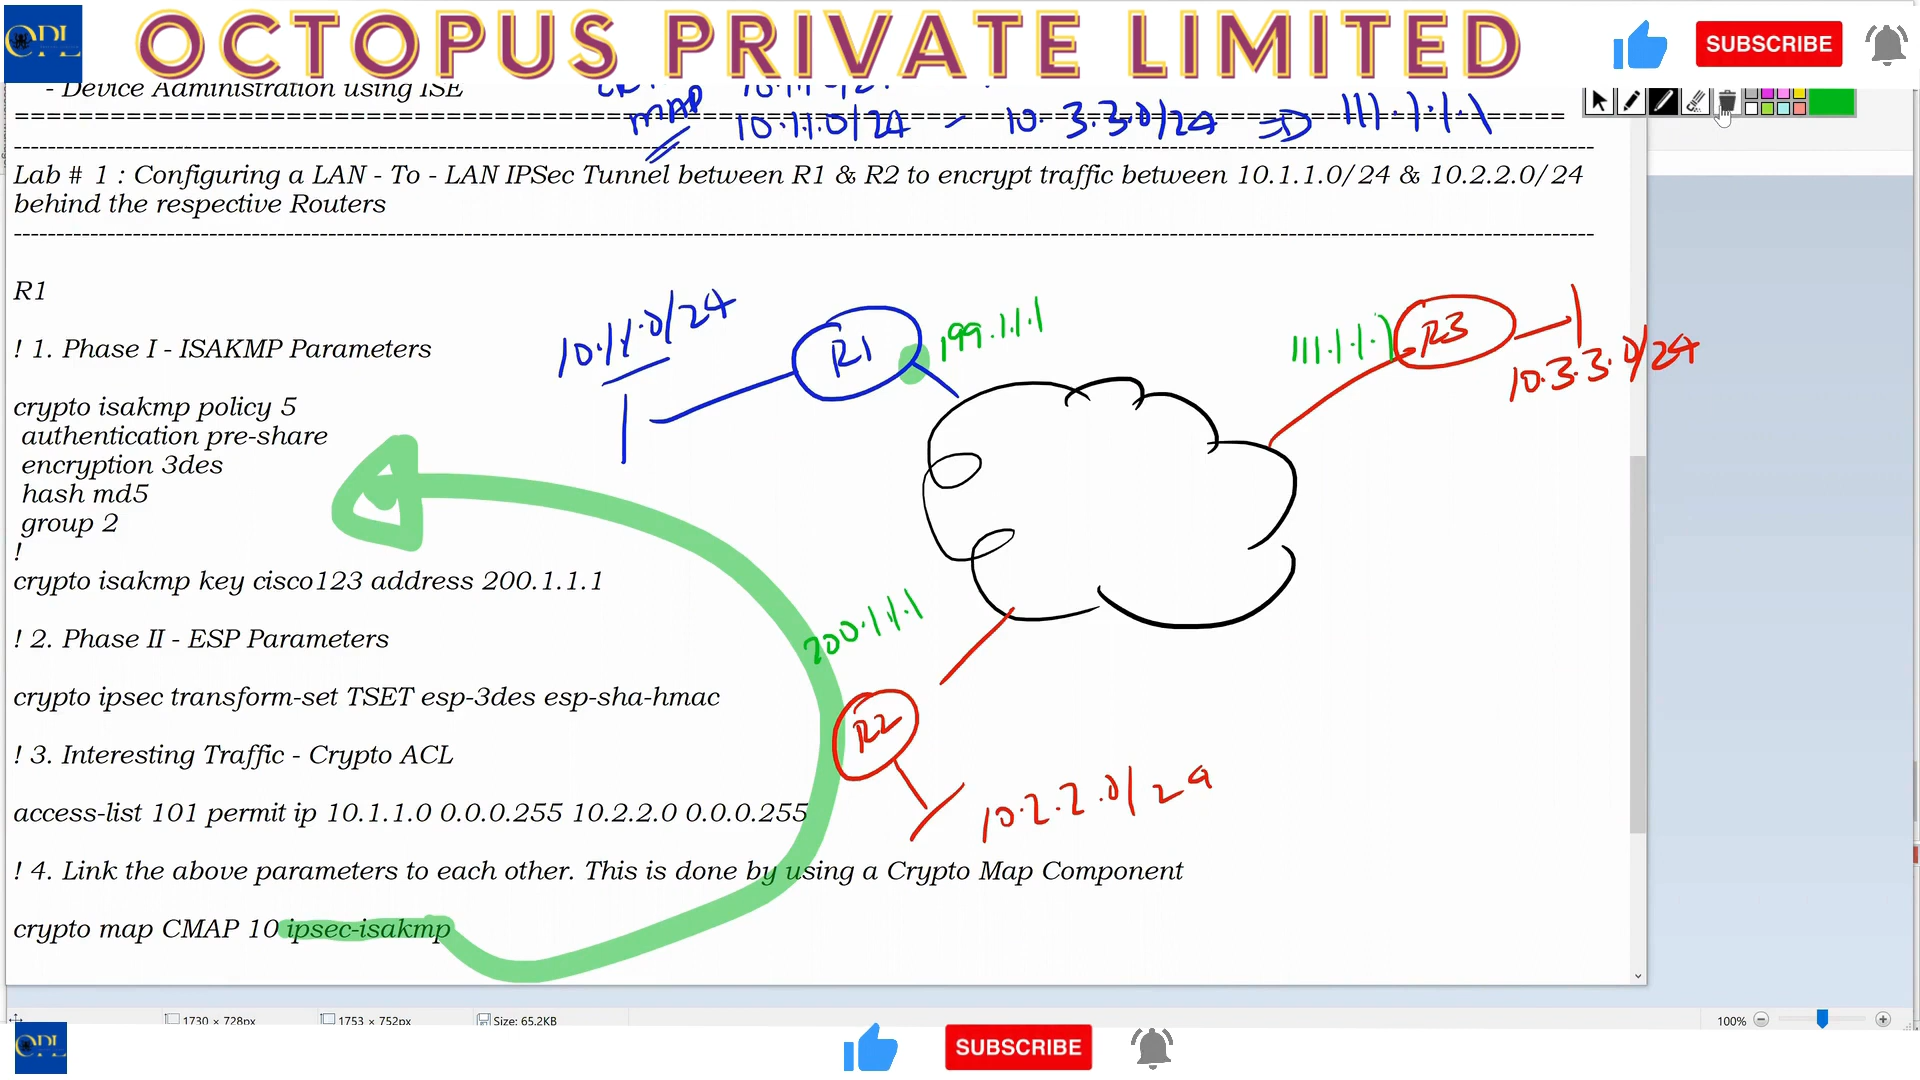 OPL
OCTOPUS PRIVATE LIMITED
SUBSCRIBE
- Device Administration using ISE
MAP
10.1.1.0/24 - 10.3.3.0/24 => 111.1.1.1
Lab # 1 : Configuring a LAN - To - LAN IPSec Tunnel between R1 & R2 to encrypt traffic between 10.1.1.0/24 & 10.2.2.0/24
behind the respective Routers
R1
! 1. Phase I - ISAKMP Parameters
crypto isakmp policy 5
authentication pre-share
encryption 3des
hash md5
group 2
!
crypto isakmp key cisco123 address 200.1.1.1
! 2. Phase II - ESP Parameters
crypto ipsec transform-set TSET esp-3des esp-sha-hmac
! 3. Interesting Traffic - Crypto ACL
access-list 101 permit ip 10.1.1.0 0.0.0.255 10.2.2.0 0.0.0.255
! 4. Link the above parameters to each other. This is done by using a Crypto Map Component
crypto map CMAP 10 ipsec-isakmp
10.1.1.0/24
R1
199.1.1.1
111.1.1.1
R3
10.3.3.0/24
200.1.1.1
R2
10.2.2.0/24
1730 × 728px
1753 × 752px
Size: 65.2KB
100%
OPL
SUBSCRIBE